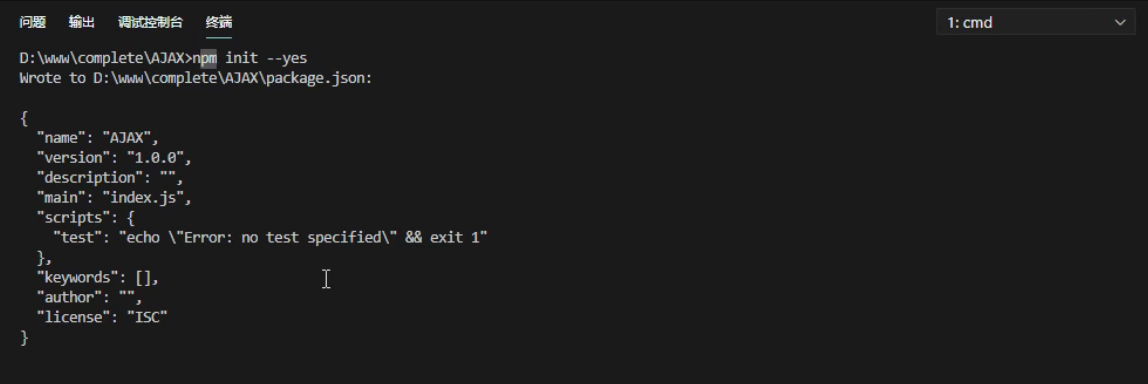 问题 输出 调试控制台 终端 1: cmd
D:\www\complete\AJAX>npm init --yes
Wrote to D:\www\complete\AJAX\package.json:
{
  "name": "AJAX",
  "version": "1.0.0",
  "description": "",
  "main": "index.js",
  "scripts": {
    "test": "echo \"Error: no test specified\" && exit 1"
  },
  "keywords": [],
  "author": "",
  "license": "ISC"
}